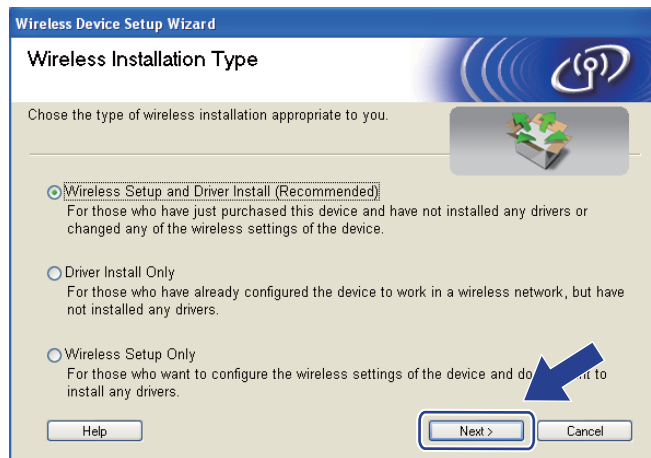 Wireless Device Setup Wizard
Wireless Installation Type
Chose the type of wireless installation appropriate to you.
Wireless Setup and Driver Install (Recommended)
For those who have just purchased this device and have not installed any drivers or
changed any of the wireless settings of the device.
Driver Install Only
For those who have already configured the device to work in a wireless network, but have
not installed any drivers.
Wireless Setup Only
For those who want to configure the wireless settings of the device and do to
install any drivers.
Help
Next >
Cancel